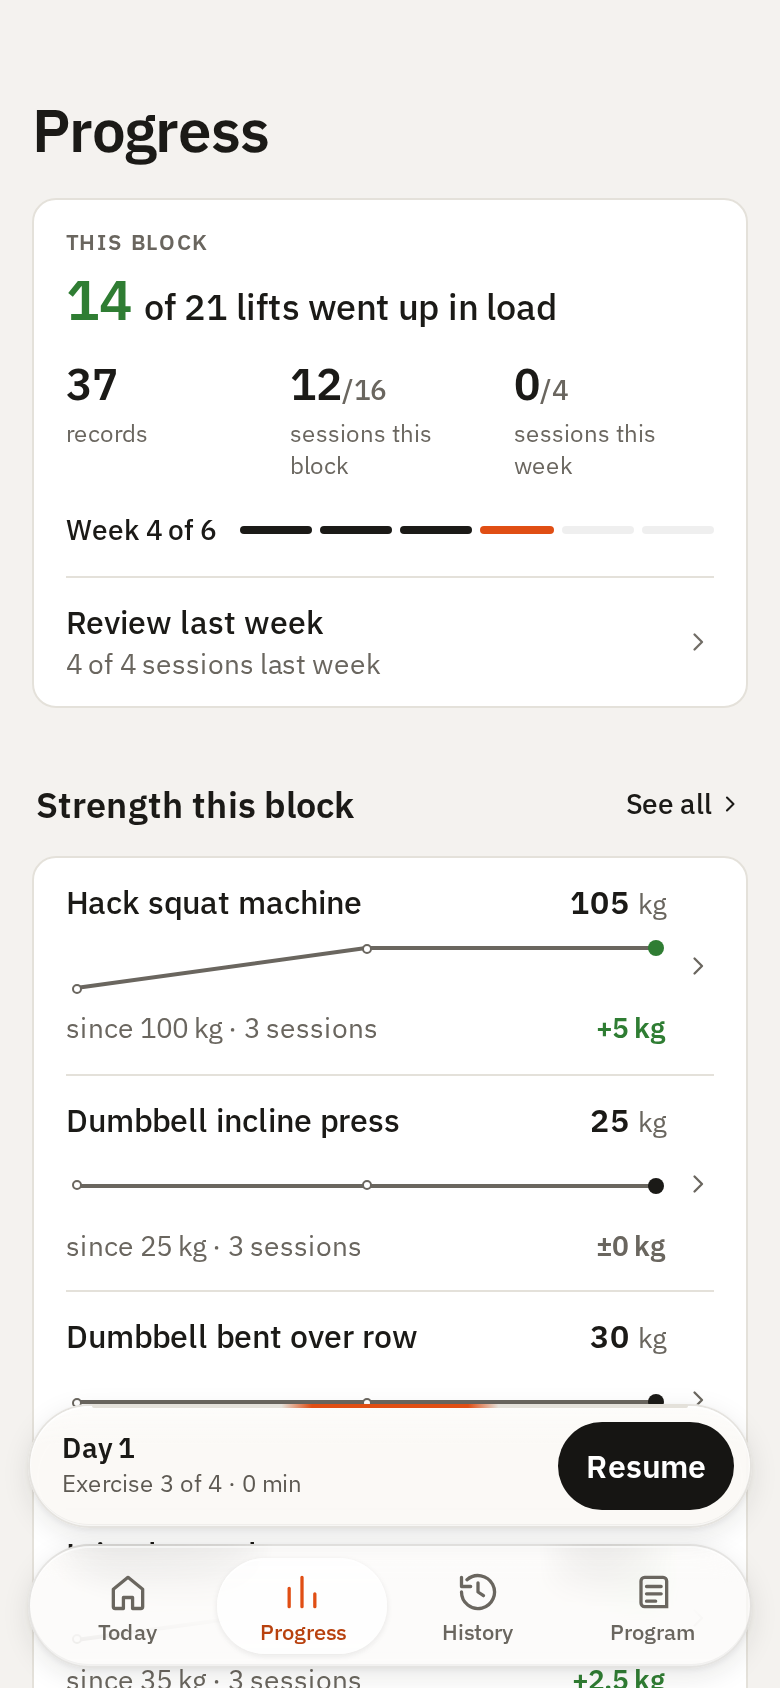 Progress
THIS BLOCK
14 of 21 lifts went up in load
37
12/16
0/4
records
sessions this block
sessions this week
Week 4 of 6
Review last week
4 of 4 sessions last week
Strength this block
See all
Hack squat machine
105 kg
since 100 kg · 3 sessions
+5 kg
Dumbbell incline press
25 kg
since 25 kg · 3 sessions
±0 kg
Dumbbell bent over row
30 kg
Day 1
Exercise 3 of 4 · 0 min
Resume
Today
Progress
History
Program
since 35 kg · 3 sessions
+2.5 kg